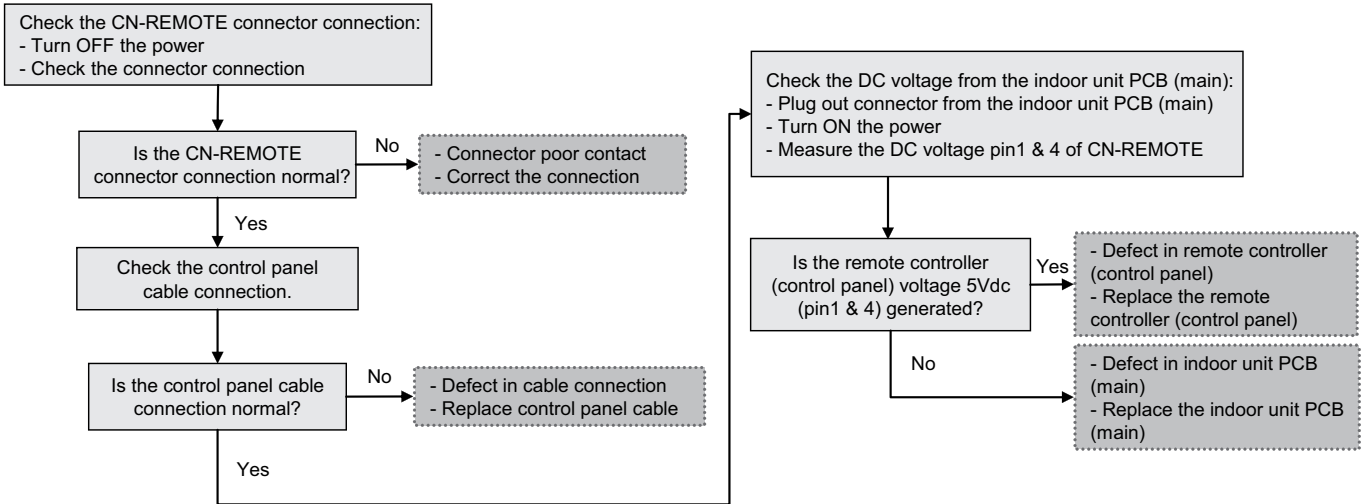 Check the CN-REMOTE connector connection:
- Turn OFF the power
- Check the connector connection
Is the CN-REMOTE
connector connection normal?
No
- Connector poor contact
- Correct the connection
Yes
Check the control panel
cable connection.
Is the control panel cable
connection normal?
No
- Defect in cable connection
- Replace control panel cable
Yes
Check the DC voltage from the indoor unit PCB (main):
- Plug out connector from the indoor unit PCB (main)
- Turn ON the power
- Measure the DC voltage pin1 & 4 of CN-REMOTE
Is the remote controller
(control panel) voltage 5Vdc
(pin1 & 4) generated?
Yes
- Defect in remote controller
(control panel)
- Replace the remote
controller (control panel)
No
- Defect in indoor unit PCB
(main)
- Replace the indoor unit PCB
(main)